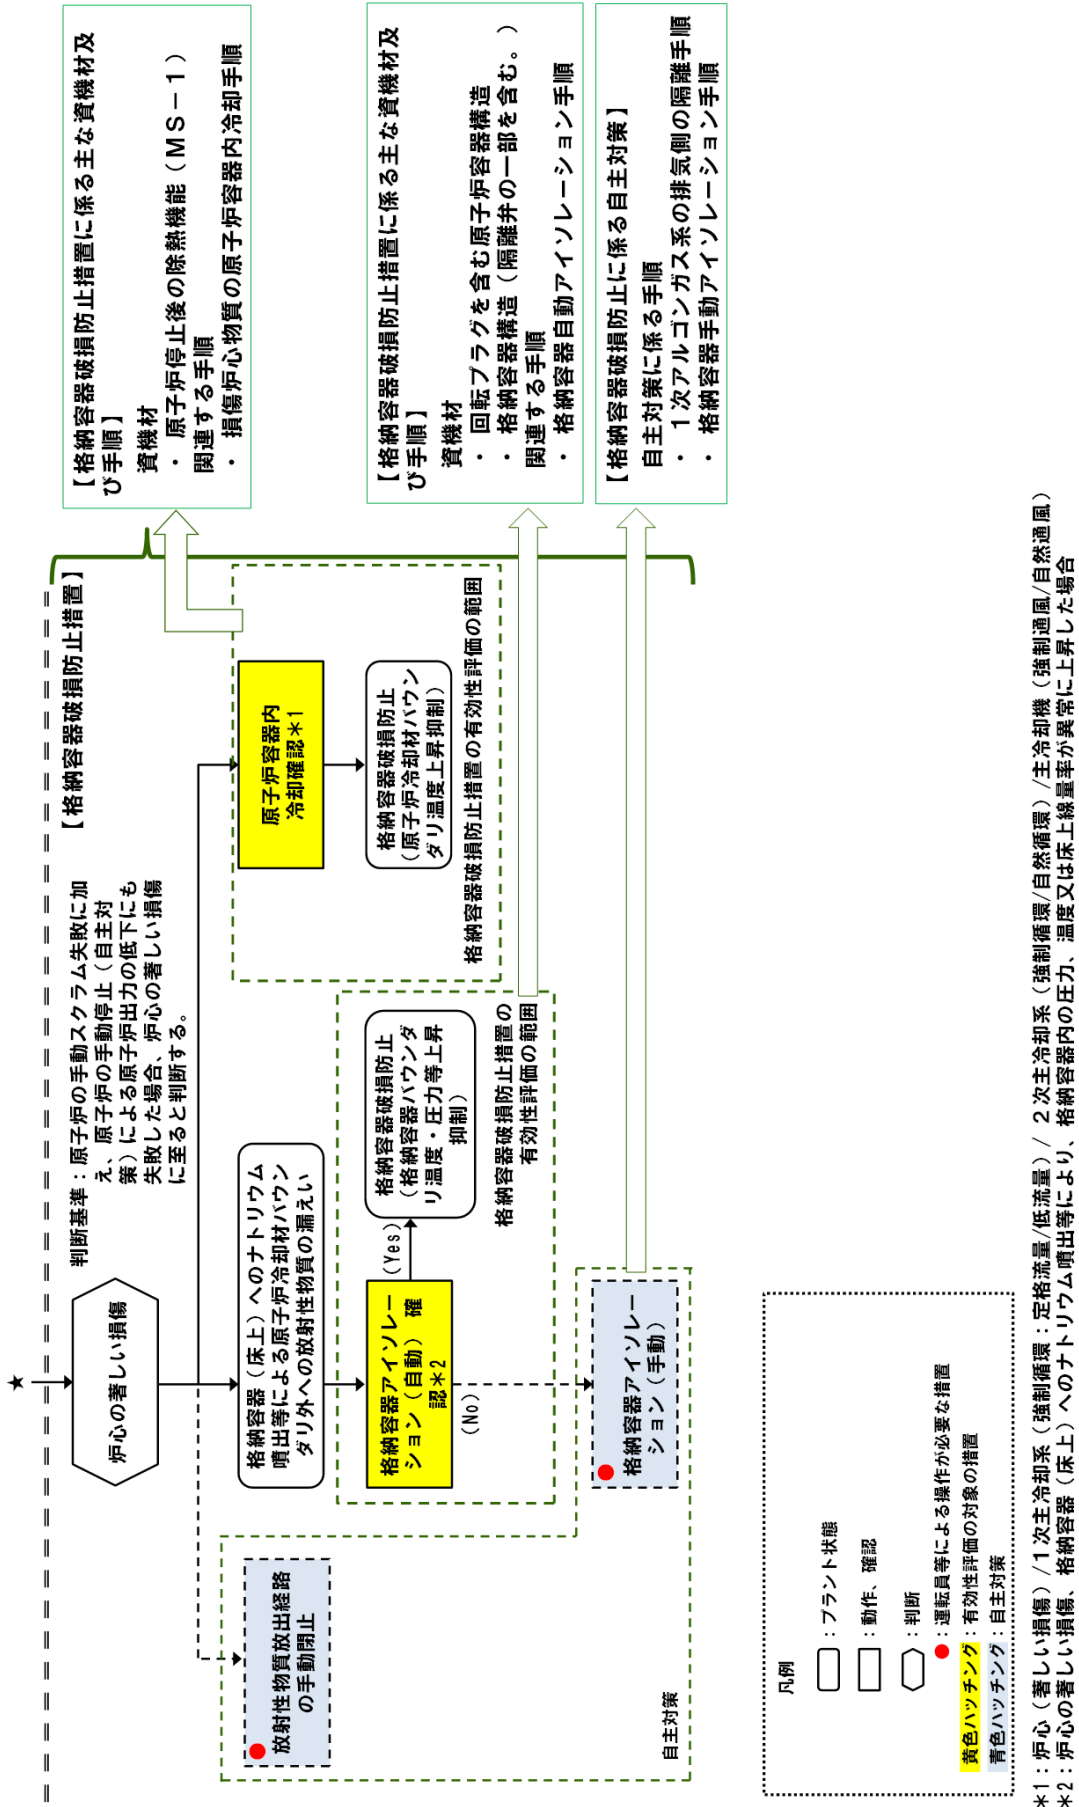 ★
【格納容器破損防止措置】
炉心の著しい損傷
判断基準：原子炉の手動スクラム失敗に加
え、原子炉の手動停止（自主対
策）による原子炉出力の低下にも
失敗した場合、炉心の著しい損傷
に至ると判断する。
放射性物質放出経路
の手動閉止
格納容器（床上）へのナトリウム
噴出等による原子炉冷却材バウン
ダリ外への放射性物質の漏えい
原子炉容器内
冷却確認＊1
格納容器アイソレー
ション（自動） 確
認＊2
(Yes)
(No)
格納容器破損防止
（格納容器バウンダ
リ温度・圧力等上昇
抑制）
格納容器破損防止
（原子炉冷却材バウン
ダリ温度上昇抑制）
格納容器破損防止措置の有効性評価の範囲
格納容器破損防止措置の
有効性評価の範囲
格納容器アイソレー
ション（手動）
自主対策
【格納容器破損防止措置に係る主な資機材及
び手順】
資機材
・ 原子炉停止後の除熱機能（ＭＳ－１）
関連する手順
・ 損傷炉心物質の原子炉容器内冷却手順
【格納容器破損防止措置に係る主な資機材及
び手順】
資機材
・ 回転プラグを含む原子炉容器構造
・ 格納容器構造（隔離弁の一部を含む。）
関連する手順
・ 格納容器自動アイソレーション手順
【格納容器破損防止に係る自主対策】
自主対策に係る手順
・ １次アルゴンガス系の排気側の隔離手順
・ 格納容器手動アイソレーション手順
凡例
：プラント状態
：動作、確認
：判断
：運転員等による操作が必要な措置
黄色ハッチング：有効性評価の対象の措置
青色ハッチング：自主対策
＊1：炉心（著しい損傷）/１次主冷却系（強制循環：定格流量/低流量）/ ２次主冷却系（強制循環/自然循環）/主冷却機（強制通風/自然通風）
＊2：炉心の著しい損傷、格納容器（床上）へのナトリウム噴出等により、格納容器内の圧力、温度又は床上線量率が異常に上昇した場合